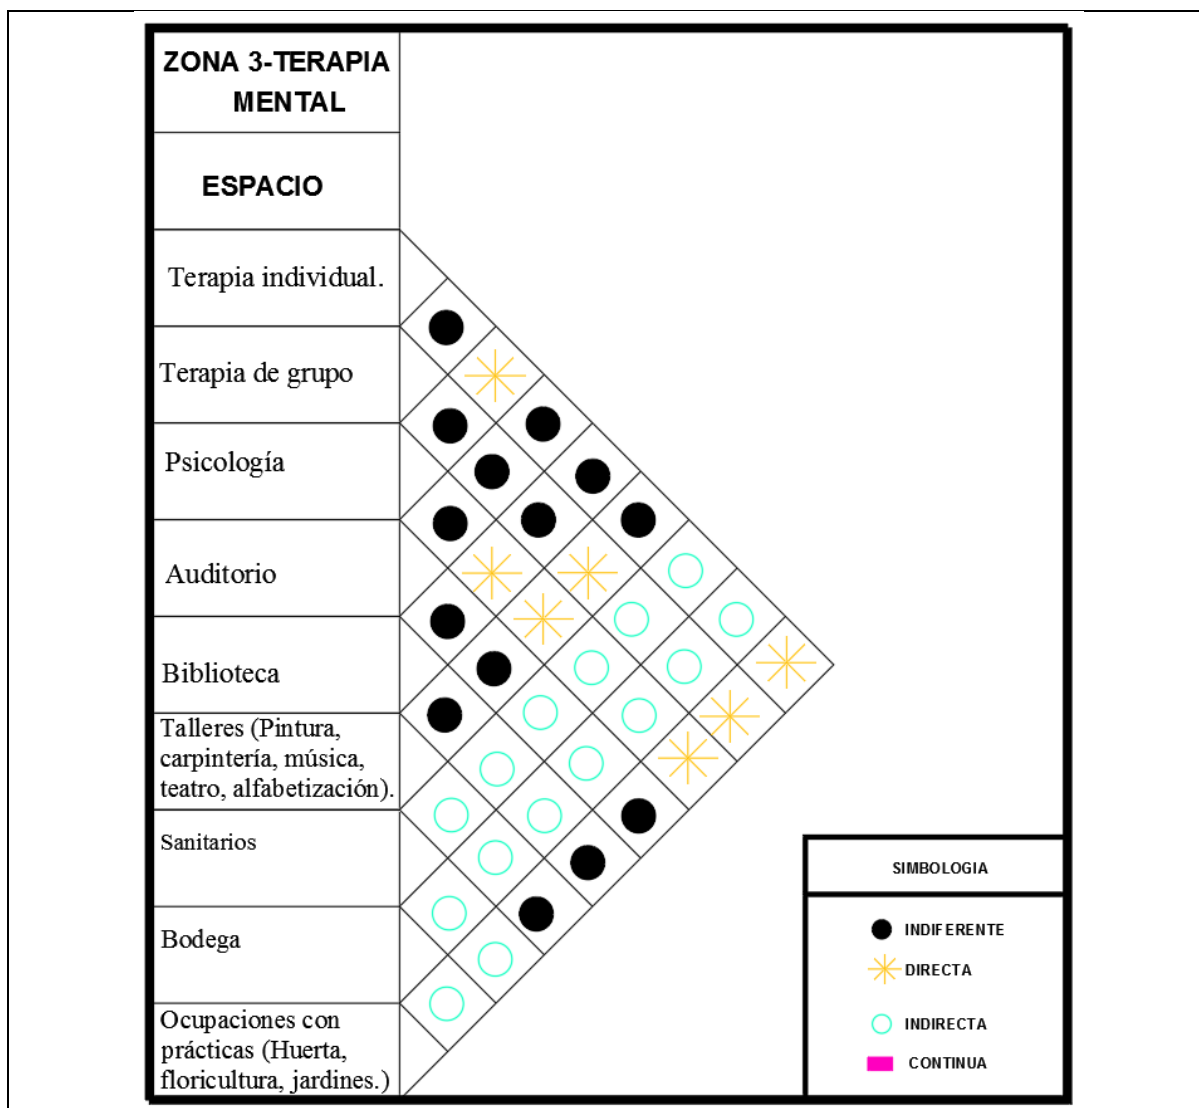 ZONA 3-TERAPIA
MENTAL
ESPACIO
Terapia individual.
Terapia de grupo
Psicología
Auditorio
Biblioteca
Talleres (Pintura,
carpintería, música,
teatro, alfabetización).
Sanitarios
Bodega
Ocupaciones con
prácticas (Huerta,
floricultura, jardines.)
SIMBOLOGIA
INDIFERENTE
DIRECTA
INDIRECTA
CONTINUA